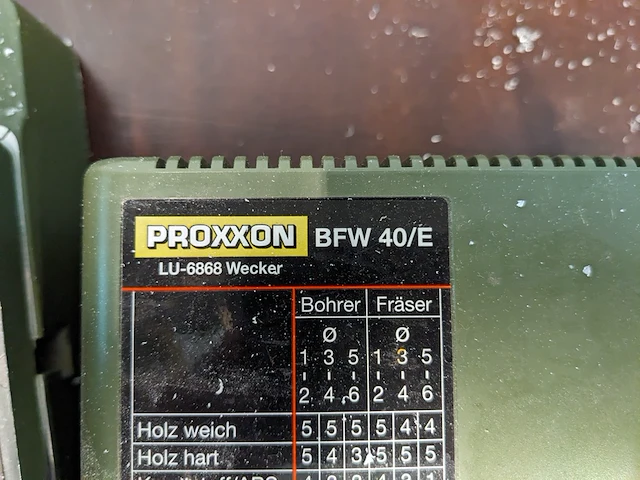 PROXXON BFW 40/E
LU-6868 Wecker
Bohrer Fräser
Ø Ø
1 3 5 1 3 5
2 4 6 2 4 6
Holz weich 5 5 5 5 4 4
Holz hart 5 4 3 5 5 5